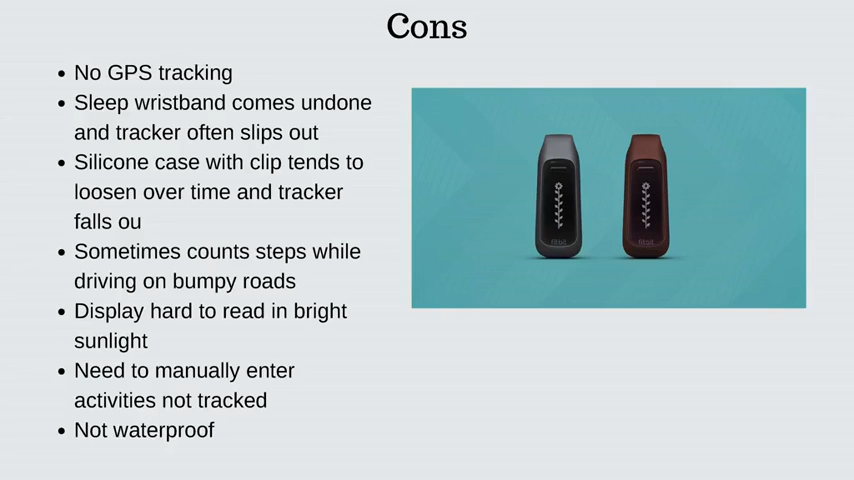 Cons
• No GPS tracking
• Sleep wristband comes undone
and tracker often slips out
• Silicone case with clip tends to
loosen over time and tracker
falls ou
• Sometimes counts steps while
driving on bumpy roads
• Display hard to read in bright
sunlight
• Need to manually enter
activities not tracked
• Not waterproof
fitbit
fitbit